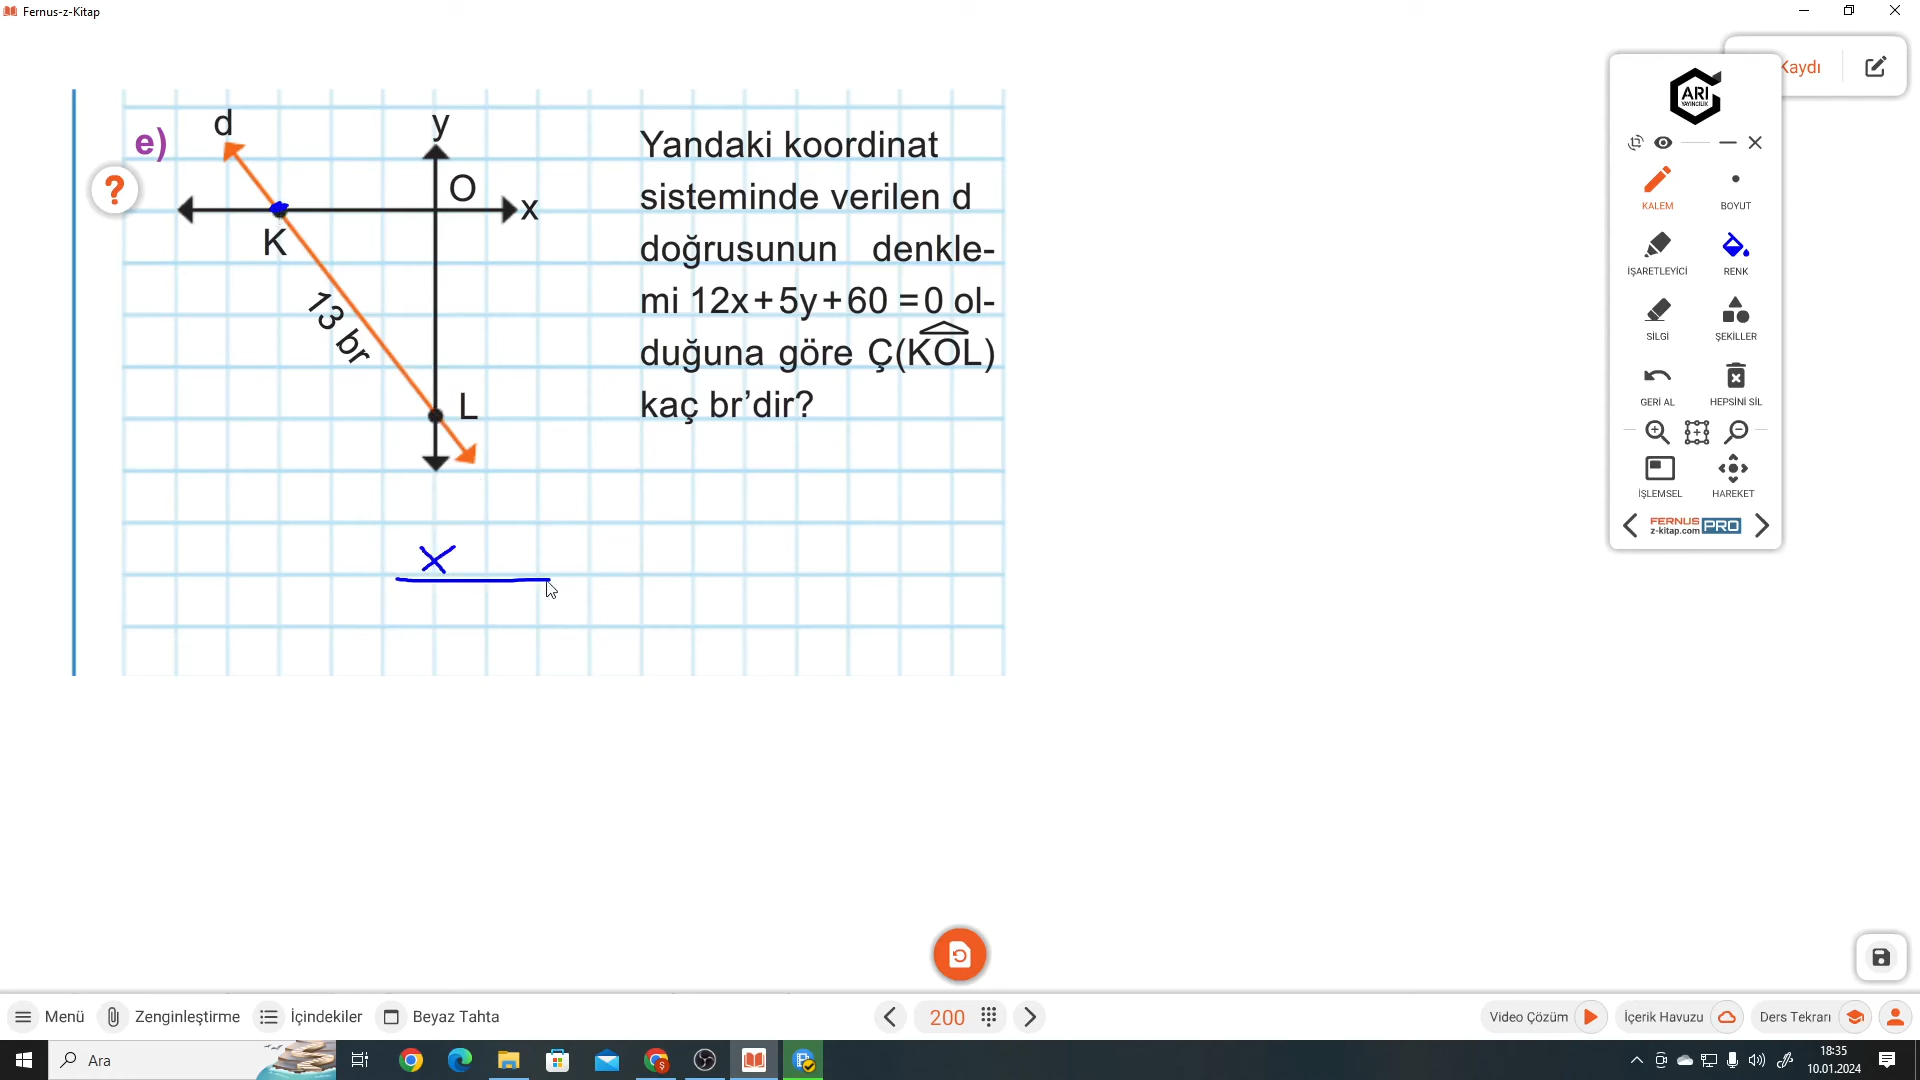 Fernus-z-Kitap
Kaydı
ARI
YAYINCILIK
KALEM
BOYUT
İŞARETLEYİCİ
RENK
SİLGİ
ŞEKİLLER
GERİ AL
HEPSİNİ SİL
İŞLEMSEL
HAREKET
FERNUS
z-kitap.com
PRO
e)
d
y
O
x
K
13 br
L
Yandaki koordinat
sisteminde verilen d
doğrusunun denkle-
mi 12x+5y+60 =0 ol-
duğuna göre Ç(KOL)
kaç br’dir?
?
x
Menü
Zenginleştirme
İçindekiler
Beyaz Tahta
200
Video Çözüm
İçerik Havuzu
Ders Tekrarı
Ara
18:35
10.01.2024